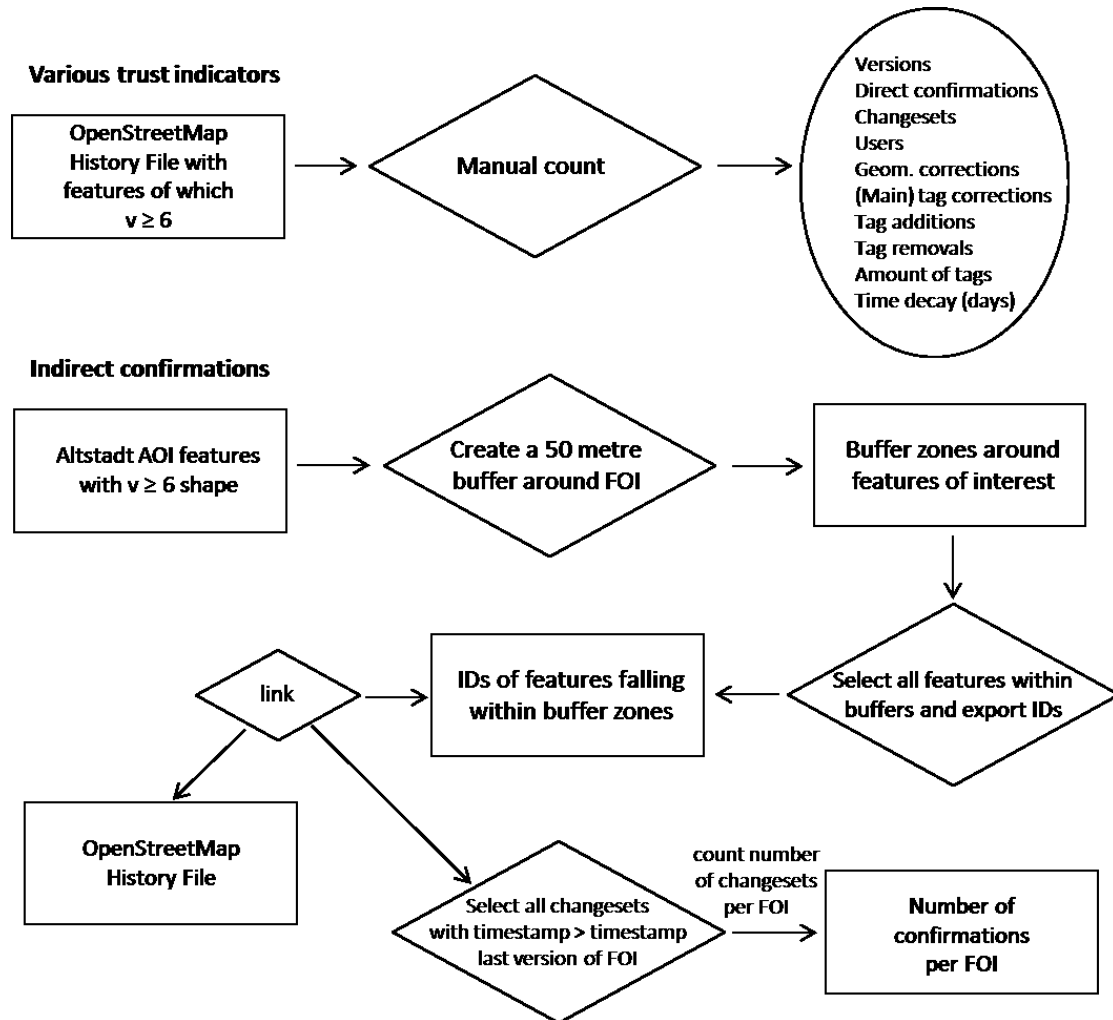 Various trust indicators
OpenStreetMap
History File with
features of which
v ≥ 6
Manual count
Versions
Direct confirmations
Changesets
Users
Geom. corrections
(Main) tag corrections
Tag additions
Tag removals
Amount of tags
Time decay (days)
Indirect confirmations
Altstadt AOI features
with v ≥ 6 shape
Create a 50 metre
buffer around FOI
Buffer zones around
features of interest
Select all features within
buffers and export IDs
IDs of features falling
within buffer zones
link
OpenStreetMap
History File
Select all changesets
with timestamp > timestamp
last version of FOI
count number
of changesets
per FOI
Number of
confirmations
per FOI